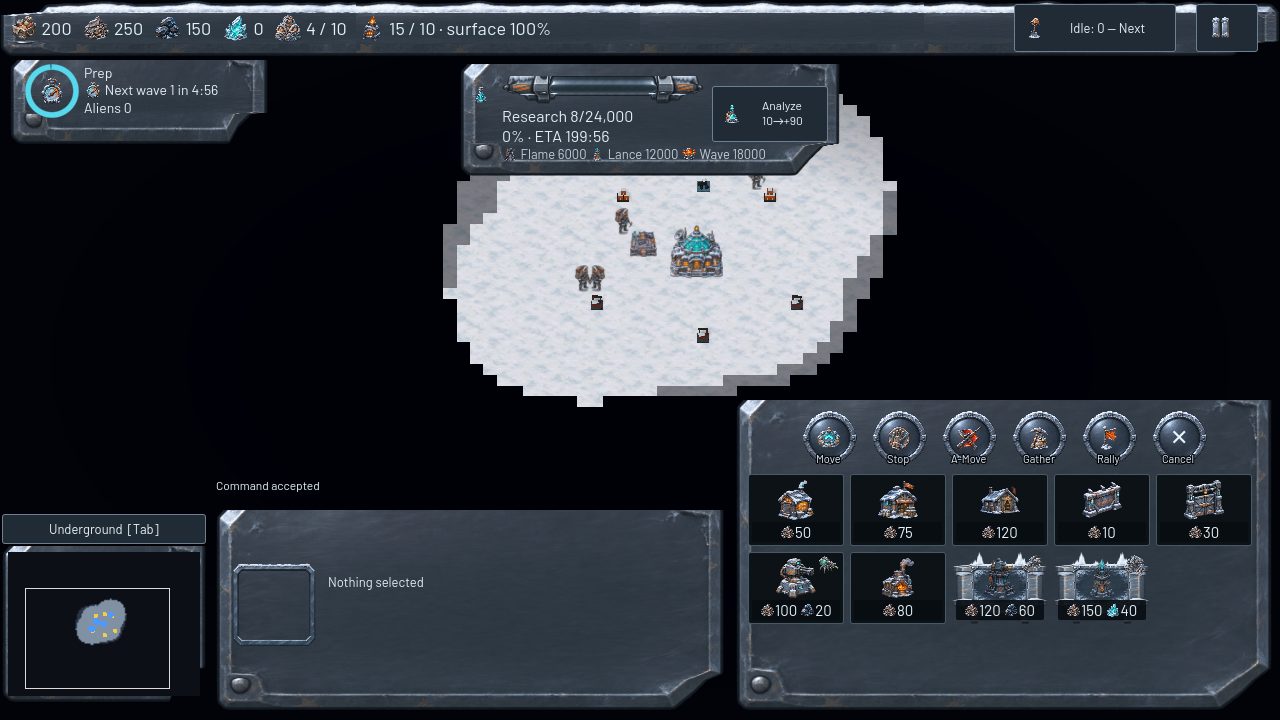 200 250 150 0 4 / 10 15 / 10 · surface 100%
Idle: 0 – Next
Prep
Next wave 1 in 4:56
Aliens 0
Research 8/24,000
0% · ETA 199:56
Flame 6000 Lance 12000 Wave 18000
Analyze
10→+90
Command accepted
Underground [Tab]
Nothing selected
Move Stop A-Move Gather Rally Cancel
50 75 120 10 30
100 20 80 120 60 150 40